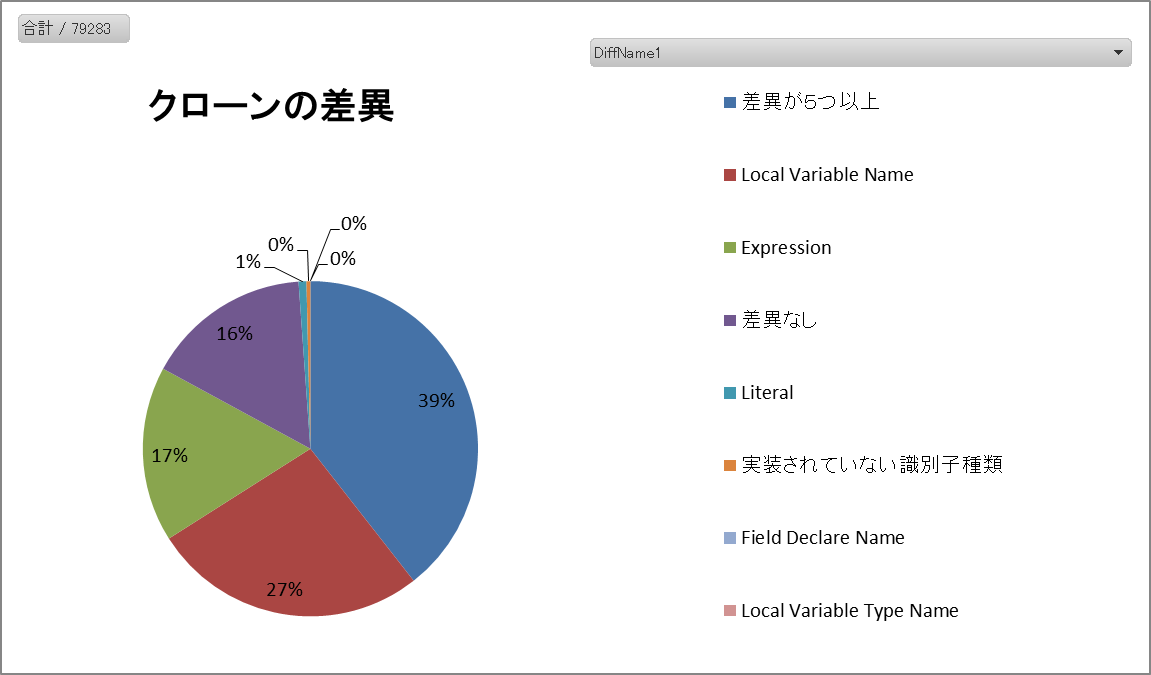 合計 / 79283
DiffName1
クローンの差異
差異が5つ以上
Local Variable Name
Expression
差異なし
Literal
実装されていない識別子種類
Field Declare Name
Local Variable Type Name
0%
0%
0%
1%
16%
39%
17%
27%